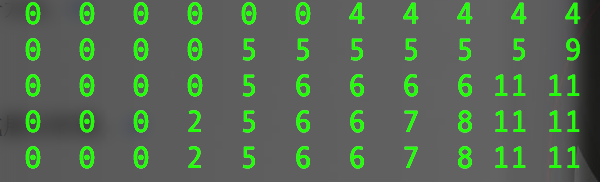 0 0 0 0 0 0 4 4 4 4 4
0 0 0 0 5 5 5 5 5 5 9
0 0 0 0 5 6 6 6 6 11 11
0 0 0 2 5 6 6 7 8 11 11
0 0 0 2 5 6 6 7 8 11 11